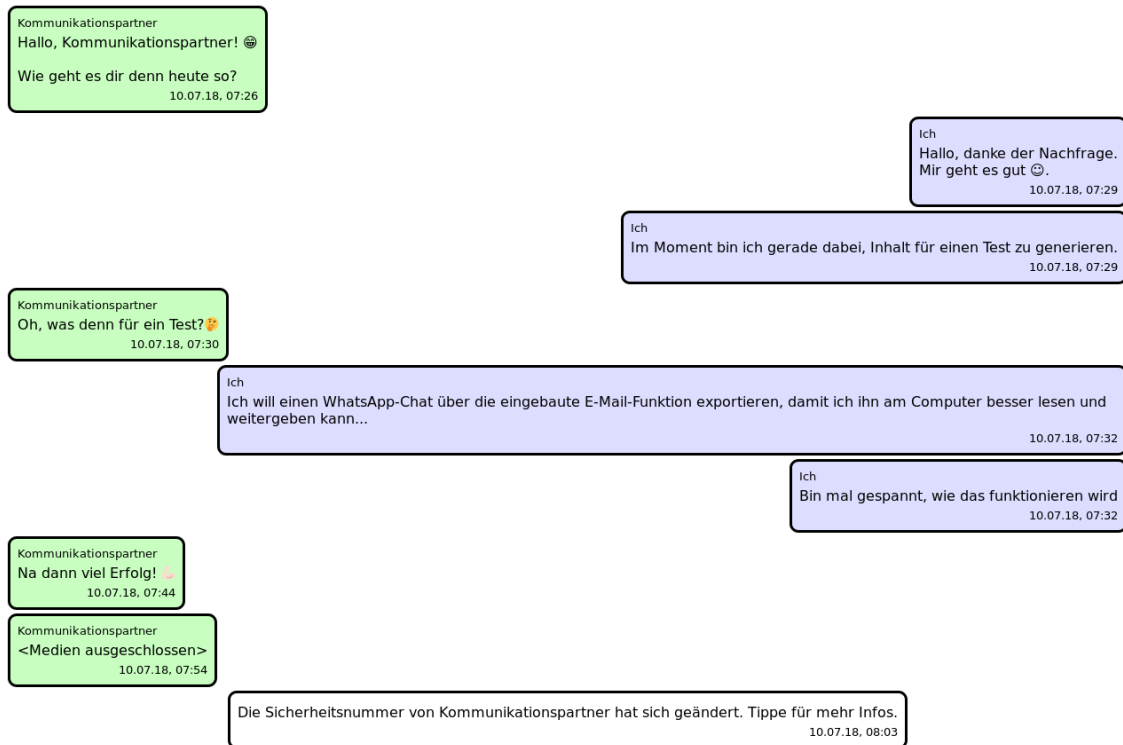 Kommunikationspartner
Hallo, Kommunikationspartner! 😁
Wie geht es dir denn heute so?
10.07.18, 07:26
Ich
Hallo, danke der Nachfrage.
Mir geht es gut ☺.
10.07.18, 07:29
Ich
Im Moment bin ich gerade dabei, Inhalt für einen Test zu generieren.
10.07.18, 07:29
Kommunikationspartner
Oh, was denn für ein Test?🤔
10.07.18, 07:30
Ich
Ich will einen WhatsApp-Chat über die eingebaute E-Mail-Funktion exportieren, damit ich ihn am Computer besser lesen und
weitergeben kann...
10.07.18, 07:32
Ich
Bin mal gespannt, wie das funktionieren wird
10.07.18, 07:32
Kommunikationspartner
Na dann viel Erfolg! 💪🏻
10.07.18, 07:44
Kommunikationspartner
<Medien ausgeschlossen>
10.07.18, 07:54
Die Sicherheitsnummer von Kommunikationspartner hat sich geändert. Tippe für mehr Infos.
10.07.18, 08:03